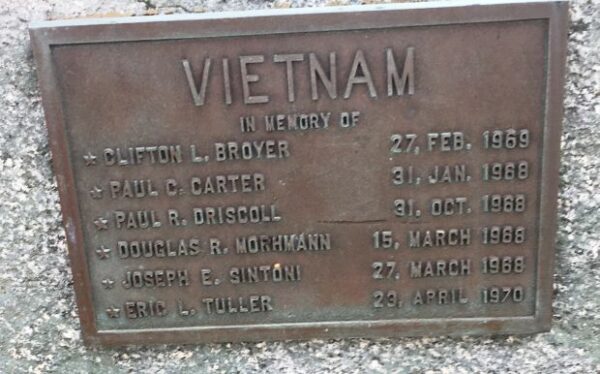 VIETNAM
IN MEMORY OF
★ CLIFTON L. BROYER 27, FEB. 1969
★ PAUL C. CARTER 31, JAN. 1968
★ PAUL R. DRISCOLL 31, OCT. 1968
★ DOUGLAS R. MORHMANN 15, MARCH 1968
★ JOSEPH E. SINTONI 27, MARCH 1968
★ ERIC L. TULLER 23, APRIL 1970